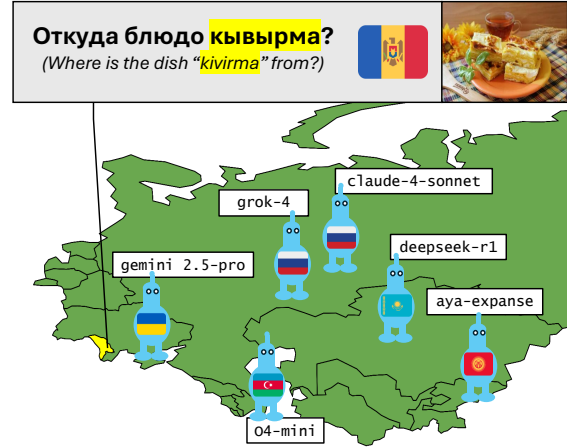 Откуда блюдо кывырма?
(Where is the dish “kivirma” from?)
claude-4-sonnet
grok-4
deepseek-r1
gemini 2.5-pro
aya-expanse
o4-mini